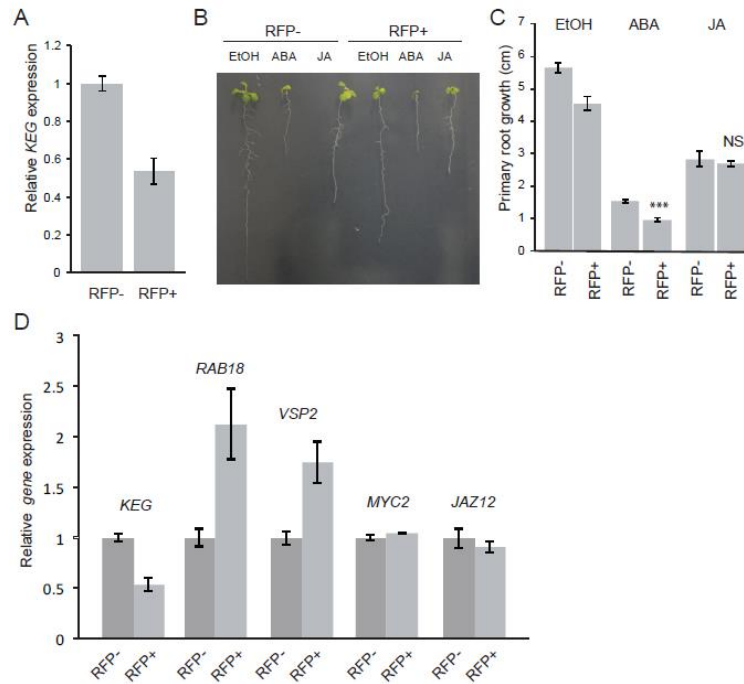 A
Relative KEG expression
1.2
1
0.8
0.6
0.4
0.2
0
RFP- RFP+
B
RFP- RFP+
EtOH ABA JA EtOH ABA JA
C
EtOH ABA JA
Primary root growth (cm)
7
6
5
4
3
2
1
0
***
NS
RFP- RFP+ RFP- RFP+ RFP- RFP+
D
Relative gene expression
3
2.5
2
1.5
1
0.5
0
KEG
RAB18
VSP2
MYC2
JAZ12
RFP- RFP+ RFP- RFP+ RFP- RFP+ RFP- RFP+ RFP- RFP+